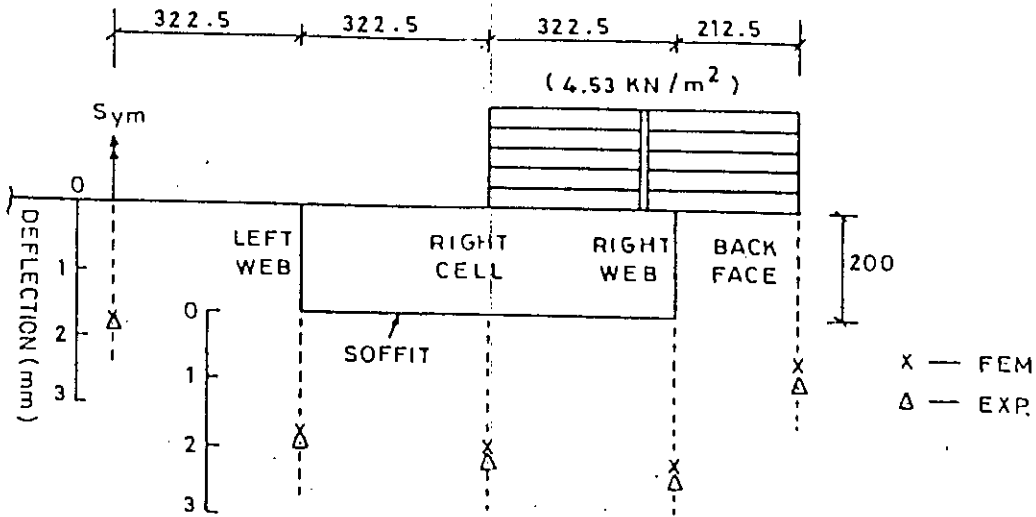 322.5 322.5 322.5 212.5
(4.53 KN/m²)
Sym
0
DEFLECTION (mm)
1
2
3
LEFT WEB
RIGHT CELL
RIGHT WEB
BACK FACE
200
0
1
2
3
SOFFIT
X — FEM
Δ — EXP.